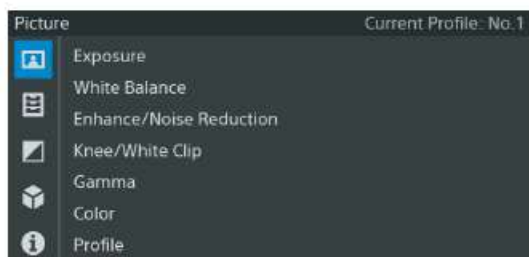 Picture Current Profile: No.1
Exposure
White Balance
Enhance/Noise Reduction
Knee/White Clip
Gamma
Color
Profile